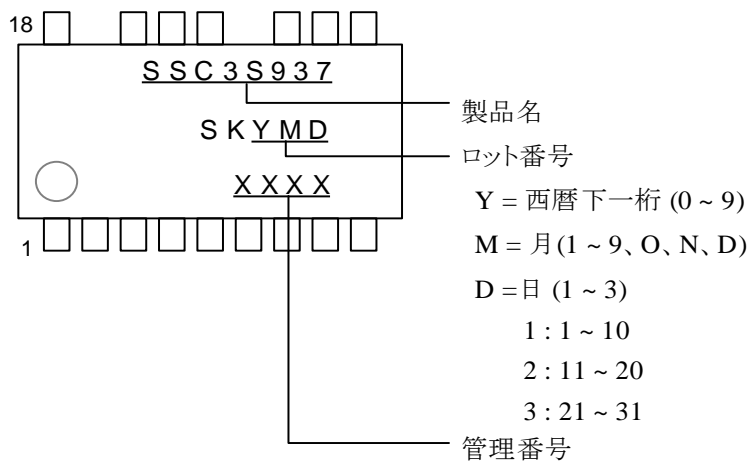 18
SSC3S937
製品名
SKYMD
ロット番号
XXXX
Y = 西暦下一桁 (0 ~ 9)
1
M = 月(1 ~ 9、O、N、D)
D =日 (1 ~ 3)
1 : 1 ~ 10
2 : 11 ~ 20
3 : 21 ~ 31
管理番号